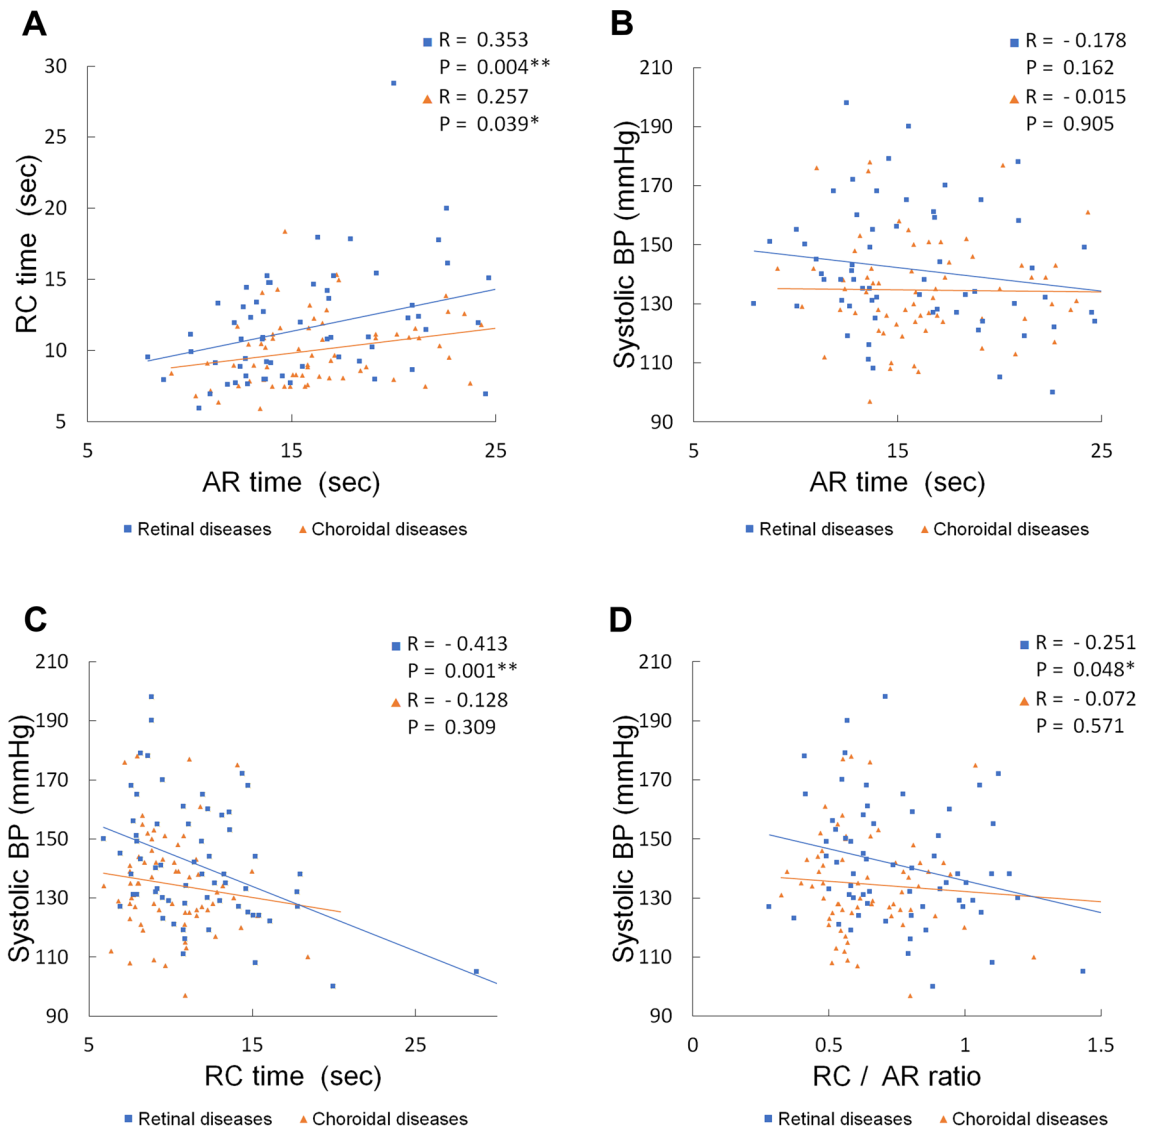 A
R = 0.353
P = 0.004**
R = 0.257
P = 0.039*
30
25
20
15
10
5
5 15 25
RC time (sec)
AR time (sec)
Retinal diseases Choroidal diseases
B
R = - 0.178
P = 0.162
R = - 0.015
P = 0.905
210
190
170
150
130
110
90
5 15 25
Systolic BP (mmHg)
AR time (sec)
Retinal diseases Choroidal diseases
C
R = - 0.413
P = 0.001**
R = - 0.128
P = 0.309
210
190
170
150
130
110
90
5 15 25
Systolic BP (mmHg)
RC time (sec)
Retinal diseases Choroidal diseases
D
R = - 0.251
P = 0.048*
R = - 0.072
P = 0.571
210
190
170
150
130
110
90
0 0.5 1 1.5
Systolic BP (mmHg)
RC / AR ratio
Retinal diseases Choroidal diseases